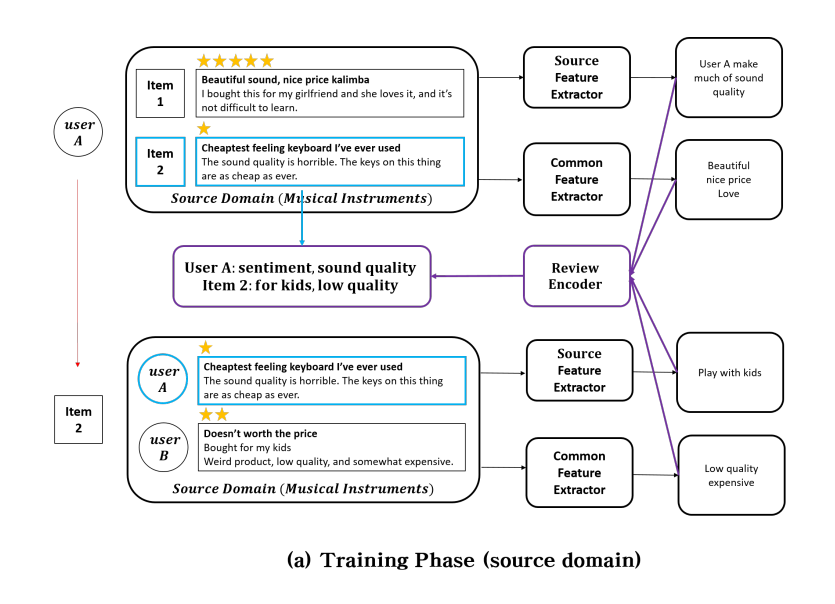 user
A
Item
1
Beautiful sound, nice price kalimba
I bought this for my girlfriend and she loves it, and it's
not difficult to learn.
Item
2
Cheaptest feeling keyboard I've ever used
The sound quality is horrible. The keys on this thing
are as cheap as ever.
Source Domain (Musical Instruments)
Source
Feature
Extractor
Common
Feature
Extractor
User A make
much of sound
quality
Beautiful
nice price
Love
User A: sentiment, sound quality
Item 2: for kids, low quality
Review
Encoder
Item
2
user
A
Cheaptest feeling keyboard I've ever used
The sound quality is horrible. The keys on this thing
are as cheap as ever.
user
B
Doesn't worth the price
Bought for my kids
Weird product, low quality, and somewhat expensive.
Source Domain (Musical Instruments)
Source
Feature
Extractor
Common
Feature
Extractor
Play with kids
Low quality
expensive
(a) Training Phase (source domain)